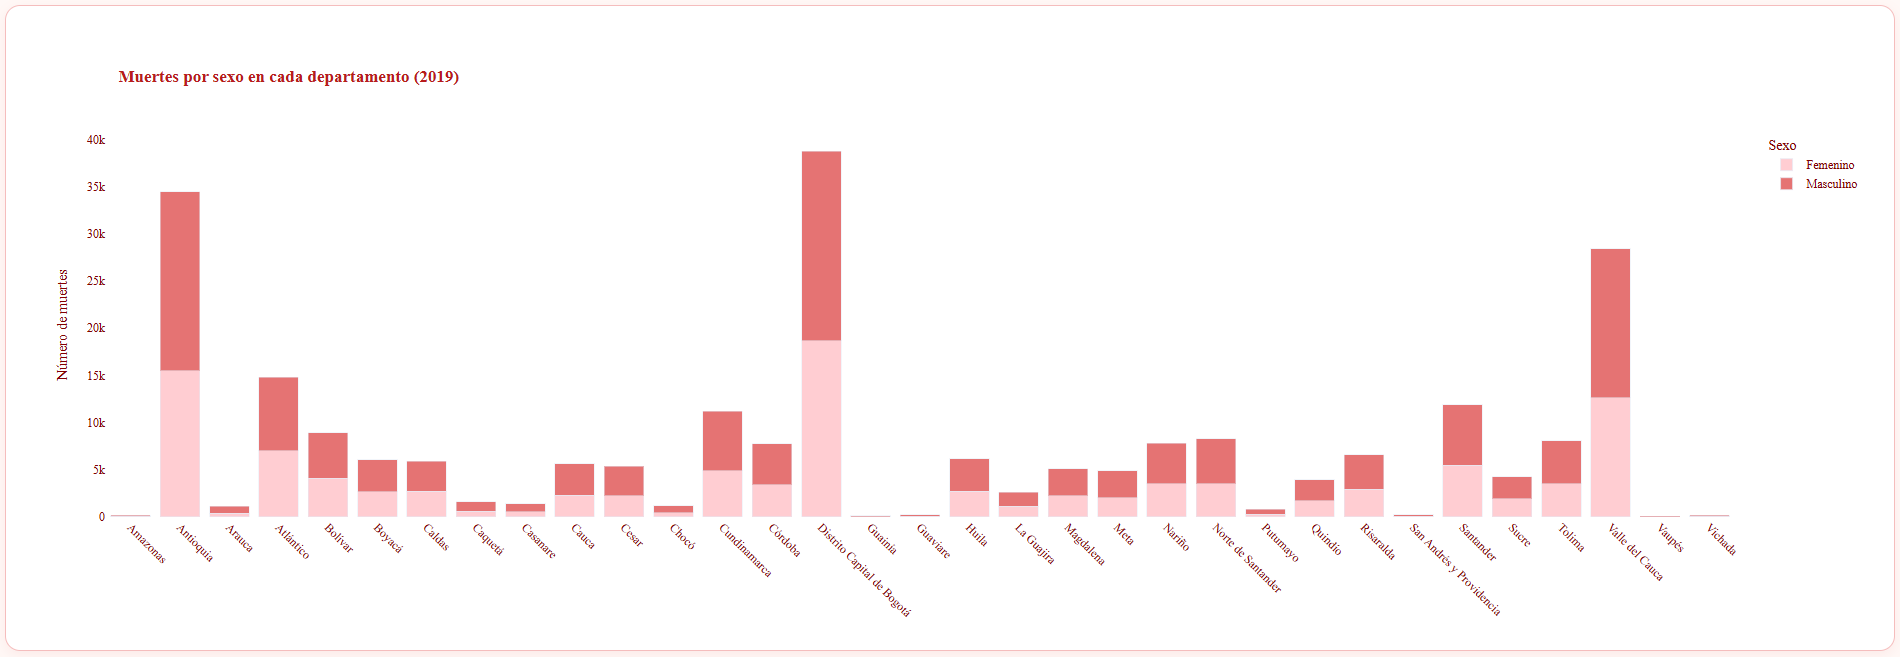 Muertes por sexo en cada departamento (2019)
40k
35k
30k
25k
20k
15k
10k
5k
0
Número de muertes
Amazonas
Antioquia
Arauca
Atlántico
Bolívar
Boyacá
Caldas
Caquetá
Casanare
Cauca
Cesar
Chocó
Cundinamarca
Córdoba
Distrito Capital de Bogotá
Guainía
Guaviare
Huila
La Guajira
Magdalena
Meta
Nariño
Norte de Santander
Putumayo
Quindío
Risaralda
San Andrés y Providencia
Santander
Sucre
Tolima
Valle del Cauca
Vaupés
Vichada
Sexo
Femenino
Masculino